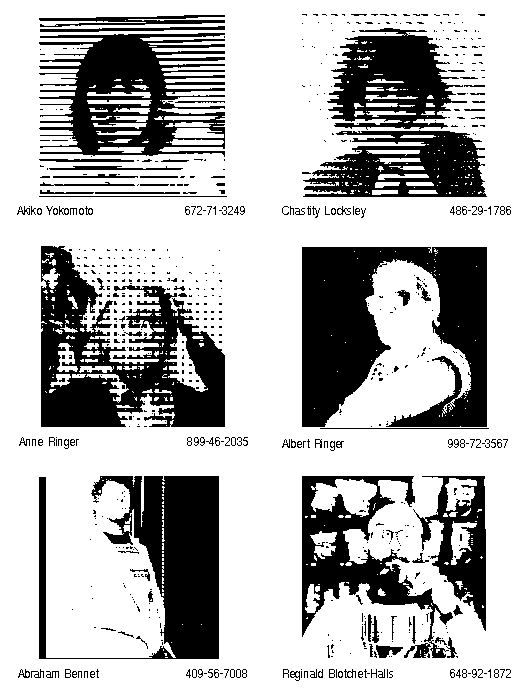 Akiko Yokomoto 672-71-3249
Chastity Locksley 486-29-1786
Anne Ringer 899-46-2035
Albert Ringer 998-72-3567
Abraham Bennet 409-56-7008
Reginald Blotchet-Halls 648-92-1872